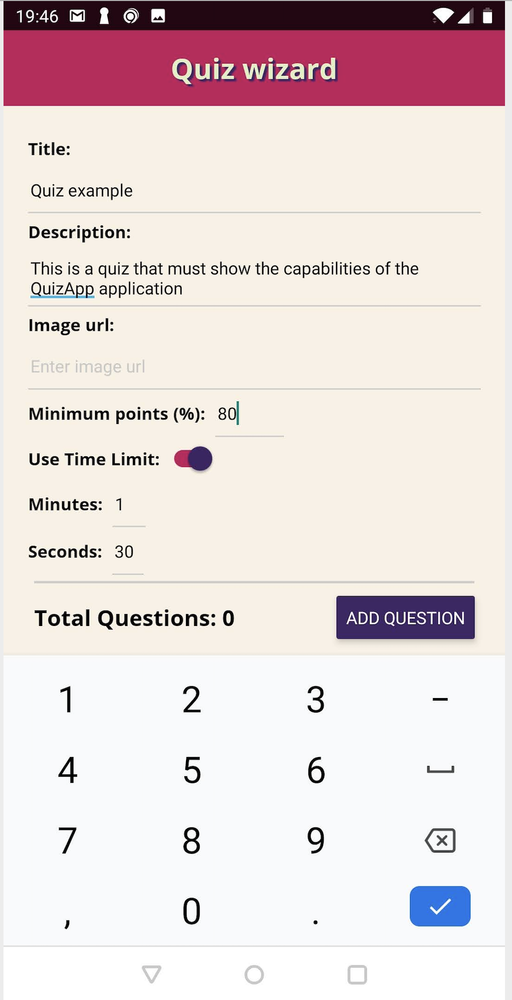 19:46
Quiz wizard
Title:
Quiz example
Description:
This is a quiz that must show the capabilities of the
QuizApp application
Image url:
Enter image url
Minimum points (%): 80
Use Time Limit:
Minutes: 1
Seconds: 30
Total Questions: 0 ADD QUESTION
1 2 3 –
4 5 6
7 8 9
, 0 .